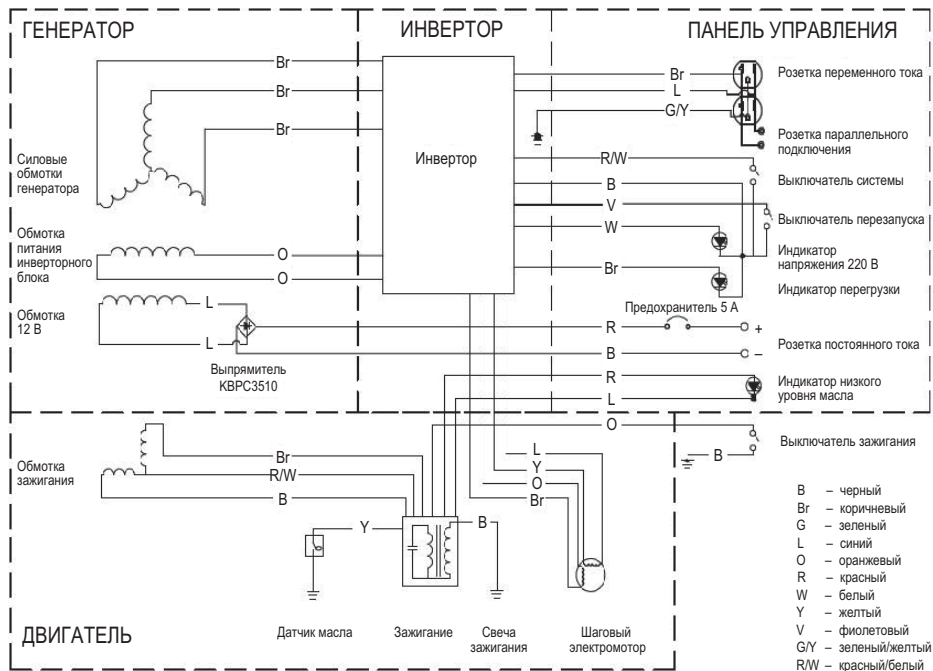 ГЕНЕРАТОР
ИНВЕРТОР
ПАНЕЛЬ УПРАВЛЕНИЯ
Br
Br
Br
Силовые
обмотки
генератора
Обмотка
питания
инверторного
блока
O
O
Обмотка
12 В
L
L
Выпрямитель
KBPC3510
Инвертор
Br
L
G/Y
R/W
B
V
W
Br
Предохранитель 5 А
R
+
B
–
R
L
O
Розетка переменного тока
Розетка параллельного
подключения
Выключатель системы
Выключатель перезапуска
Индикатор
напряжения 220 В
Индикатор перегрузки
Розетка постоянного тока
Индикатор низкого
уровня масла
Выключатель зажигания
B
Обмотка
зажигания
Br
R/W
B
Y
B
L
Y
O
Br
Датчик масла
Зажигание
Свеча
зажигания
Шаговый
электромотор
ДВИГАТЕЛЬ
B – черный
Br – коричневый
G – зеленый
L – синий
O – оранжевый
R – красный
W – белый
Y – желтый
V – фиолетовый
G/Y – зеленый/желтый
R/W – красный/белый